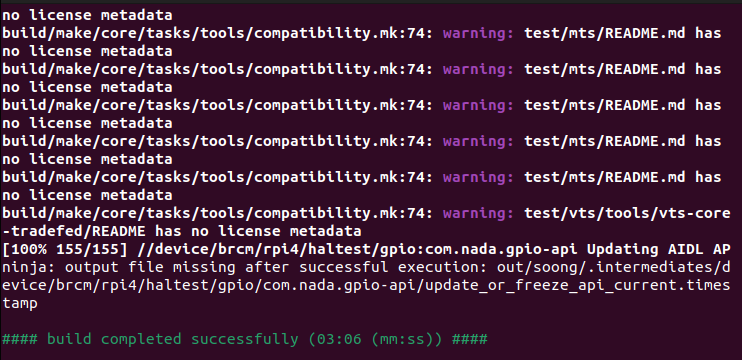 no license metadata
build/make/core/tasks/tools/compatibility.mk:74: warning: test/mts/README.md has
no license metadata
build/make/core/tasks/tools/compatibility.mk:74: warning: test/mts/README.md has
no license metadata
build/make/core/tasks/tools/compatibility.mk:74: warning: test/mts/README.md has
no license metadata
build/make/core/tasks/tools/compatibility.mk:74: warning: test/mts/README.md has
no license metadata
build/make/core/tasks/tools/compatibility.mk:74: warning: test/mts/README.md has
no license metadata
build/make/core/tasks/tools/compatibility.mk:74: warning: test/vts/tools/vts-core
-tradefed/README has no license metadata
[100% 155/155] //device/brcm/rpi4/haltest/gpio:com.nada.gpio-api Updating AIDL AP
ninja: output file missing after successful execution: out/soong/.intermediates/d
evice/brcm/rpi4/haltest/gpio/com.nada.gpio-api/update_or_freeze_api_current.times
tamp
#### build completed successfully (03:06 (mm:ss)) ####